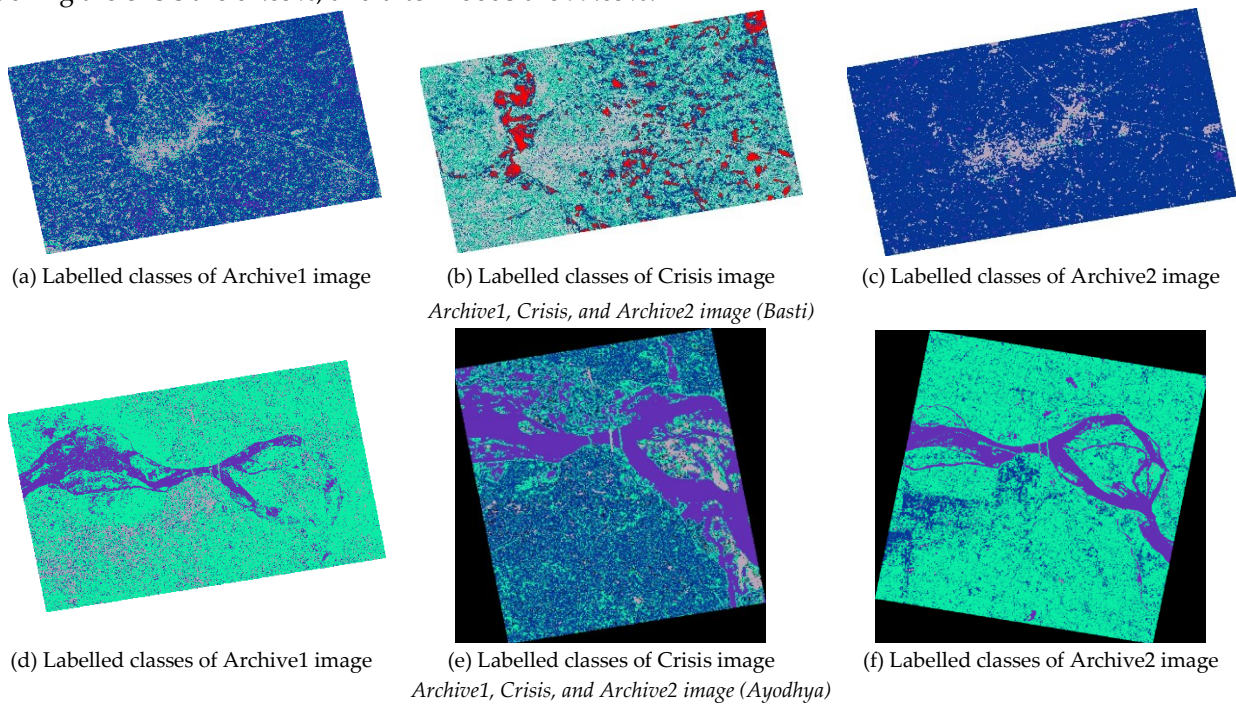 (a) Labelled classes of Archive1 image (b) Labelled classes of Crisis image (c) Labelled classes of Archive2 image
Archive1, Crisis, and Archive2 image (Basti)
(d) Labelled classes of Archive1 image (e) Labelled classes of Crisis image (f) Labelled classes of Archive2 image
Archive1, Crisis, and Archive2 image (Ayodhya)